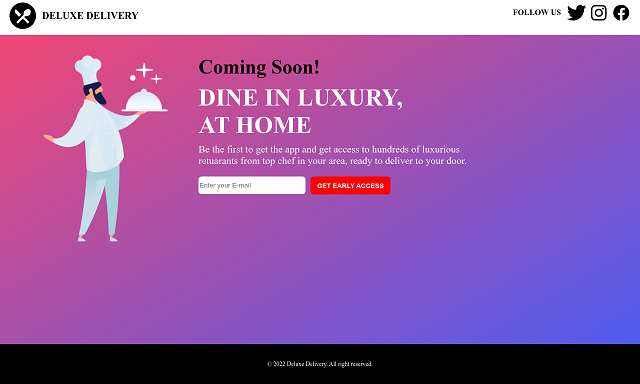 DELUXE DELIVERY
FOLLOW US
Coming Soon!
DINE IN LUXURY,
AT HOME
Be the first to get the app and get access to hundreds of luxurious
retuarants from top chef in your area, ready to deliver to your door.
Enter your E-mail
GET EARLY ACCESS
© 2022 Deluxe Delivery. All right reserved.